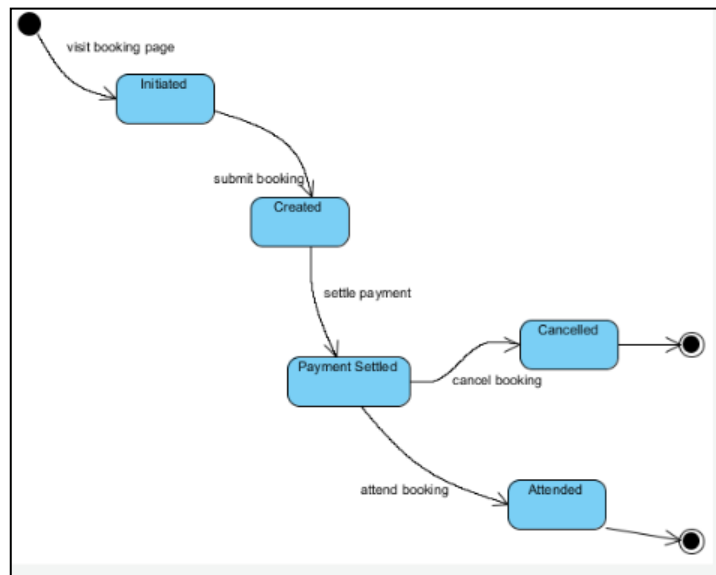 visit booking page
Initiated
submit booking
Created
settle payment
Cancelled
Payment Settled
cancel booking
attend booking
Attended